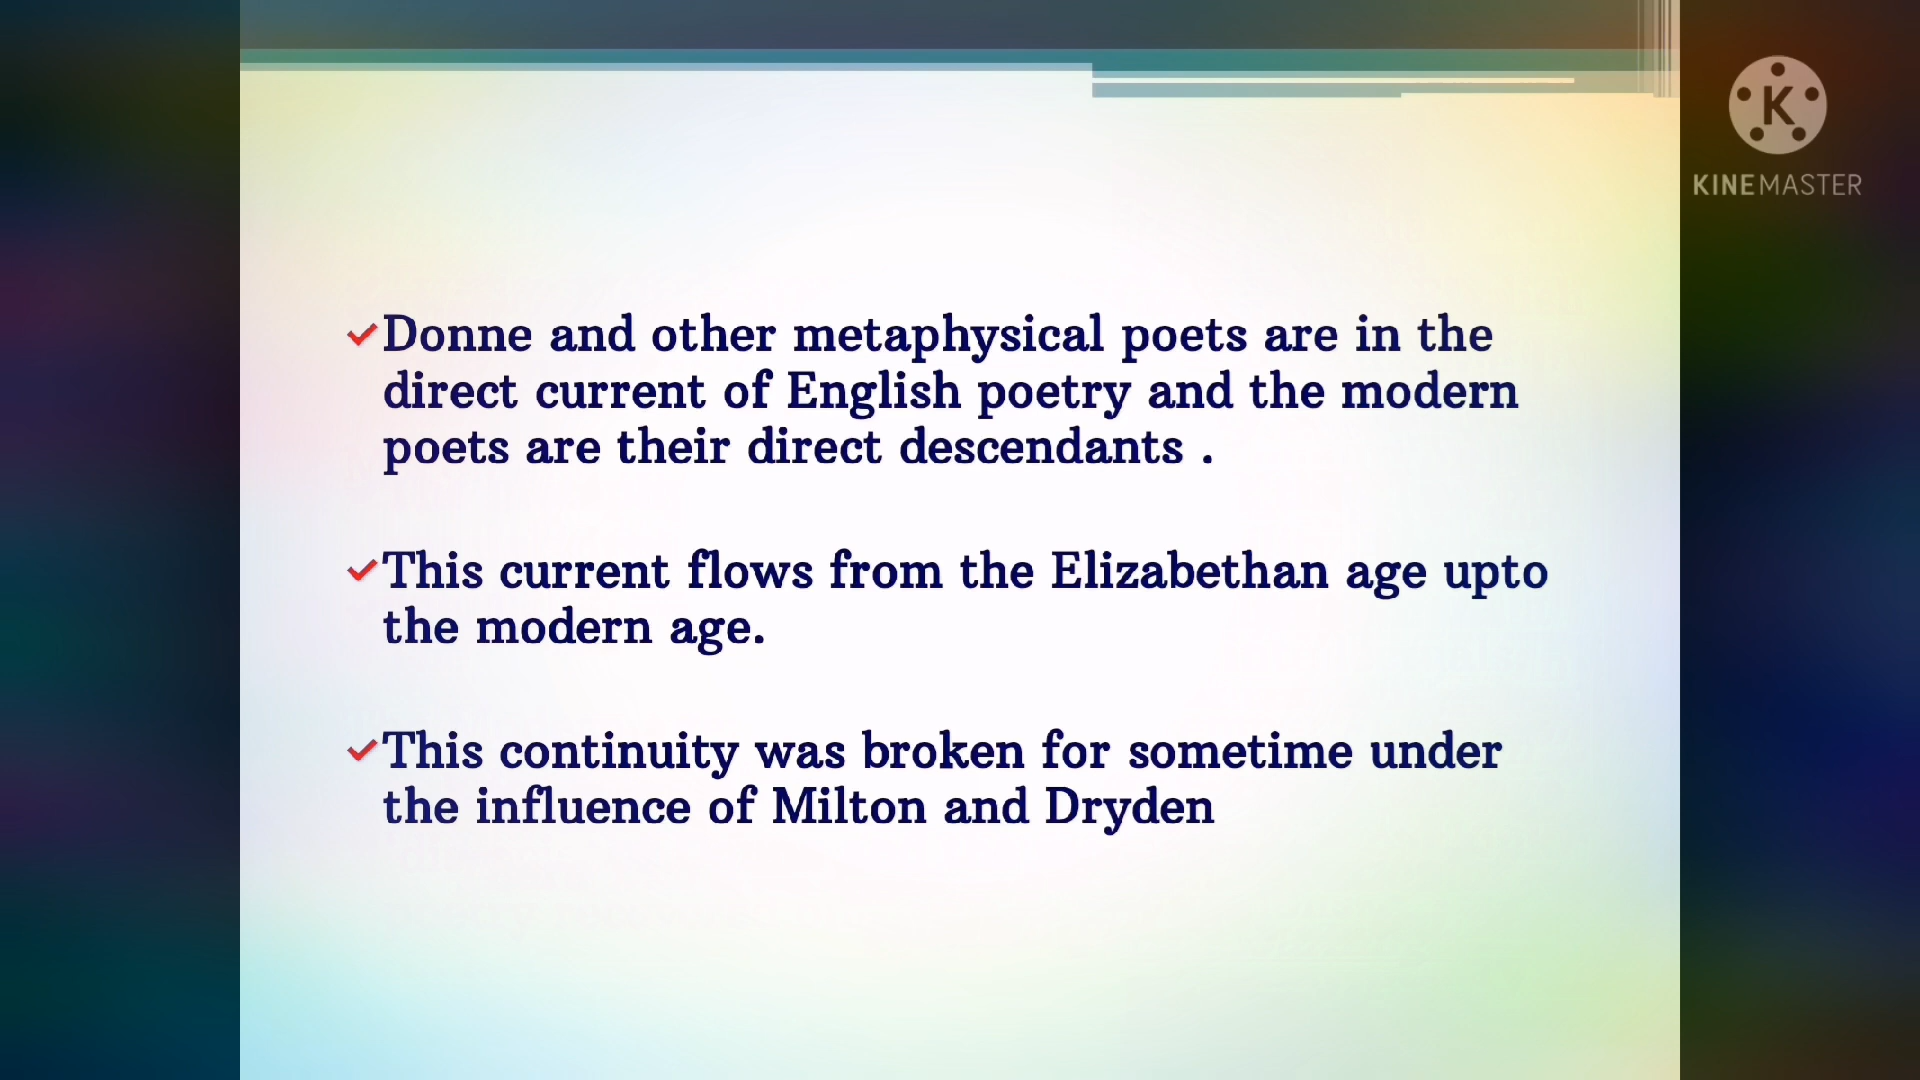 K
KINEMASTER
Donne and other metaphysical poets are in the
direct current of English poetry and the modern
poets are their direct descendants .
This current flows from the Elizabethan age upto
the modern age.
This continuity was broken for sometime under
the influence of Milton and Dryden